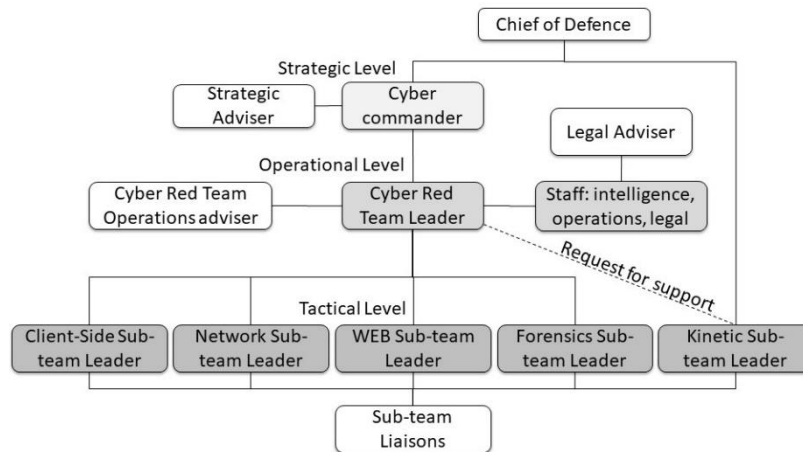 Chief of Defence
Strategic Level
Strategic
Adviser
Cyber
commander
Legal Adviser
Operational Level
Cyber Red Team
Operations adviser
Cyber Red
Team Leader
Staff: intelligence,
operations, legal
Request for support
Tactical Level
Client-Side Sub-
team Leader
Network Sub-
team Leader
WEB Sub-team
Leader
Forensics Sub-
team Leader
Kinetic Sub-
team Leader
Sub-team
Liaisons